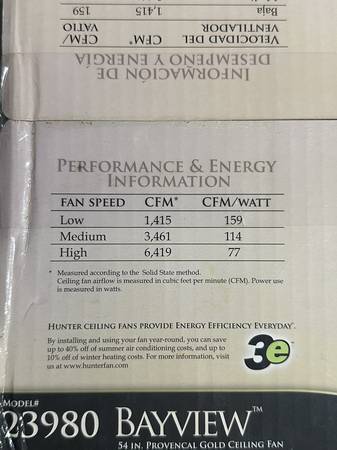 INFORMACIÓN DE
DESEMPEÑO Y ENERGÍA
VELOCIDAD DEL VENTILADOR CFM* CFM/ VATIO
Baja 1,415 159
PERFORMANCE & ENERGY
INFORMATION
FAN SPEED CFM* CFM/WATT
Low 1,415 159
Medium 3,461 114
High 6,419 77
* Measured according to the Solid State method.
Ceiling fan airflow is measured in cubic feet per minute (CFM). Power use
is measured in watts.
HUNTER CEILING FANS PROVIDE ENERGY EFFICIENCY EVERYDAY.
By installing and using your fan year-round, you can save
up to 40% off summer air conditioning costs, and up to
10% off of winter heating costs. For more information, visit
us at www.hunterfan.com
3e
MODEL#
23980 BAYVIEW™
54 IN. PROVENCAL GOLD CEILING FAN